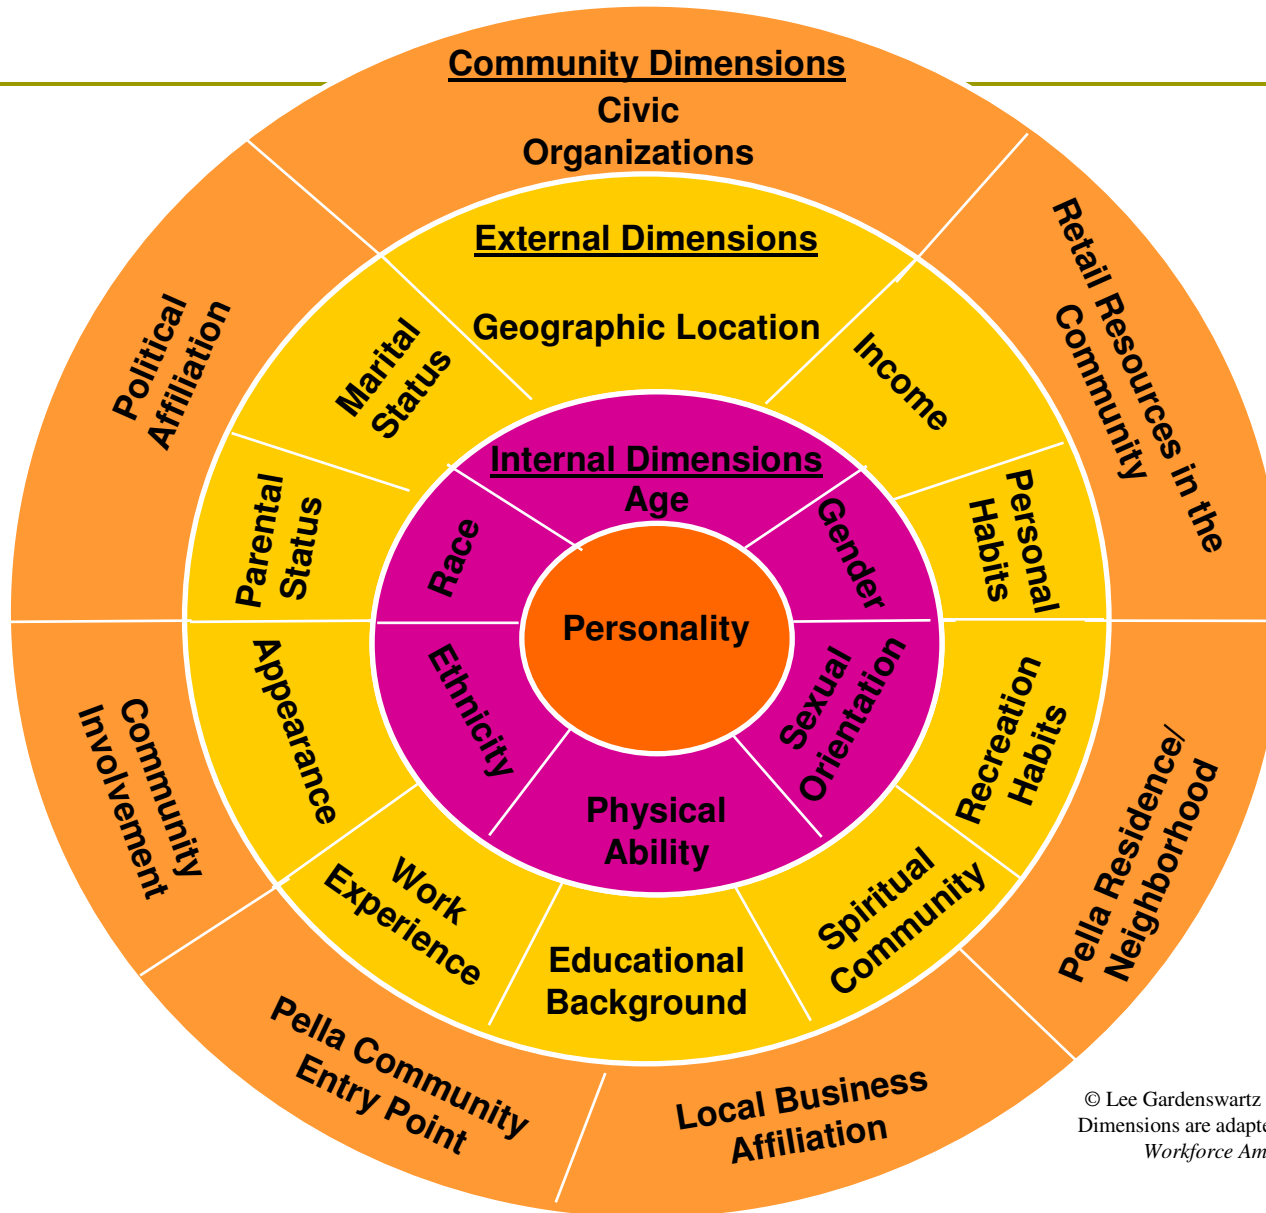 Community Dimensions
Civic
Organizations
Retail Resources in the
Community
Pella Residence/
Neighborhood
Local Business
Affiliation
Pella Community
Entry Point
Community
Involvement
Political
Affiliation
External Dimensions
Geographic Location
Income
Personal
Habits
Recreation
Habits
Spiritual
Community
Educational
Background
Work
Experience
Appearance
Parental
Status
Marital
Status
Internal Dimensions
Age
Gender
Sexual
Orientation
Physical
Ability
Ethnicity
Race
Personality
© Lee Gardenswartz
Dimensions are adapte
Workforce Am